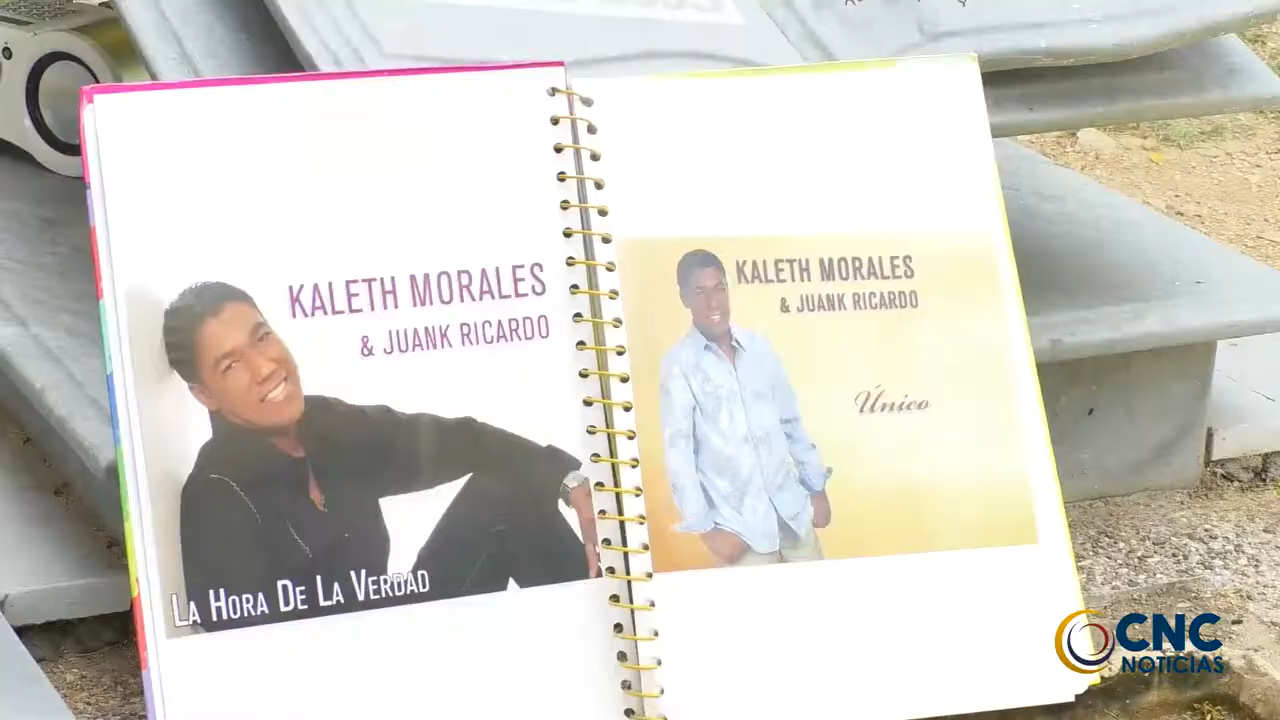 KALETH MORALES
& JUANK RICARDO
LA HORA DE LA VERDAD
KALETH MORALES
& JUANK RICARDO
Único
CNC
NOTICIAS